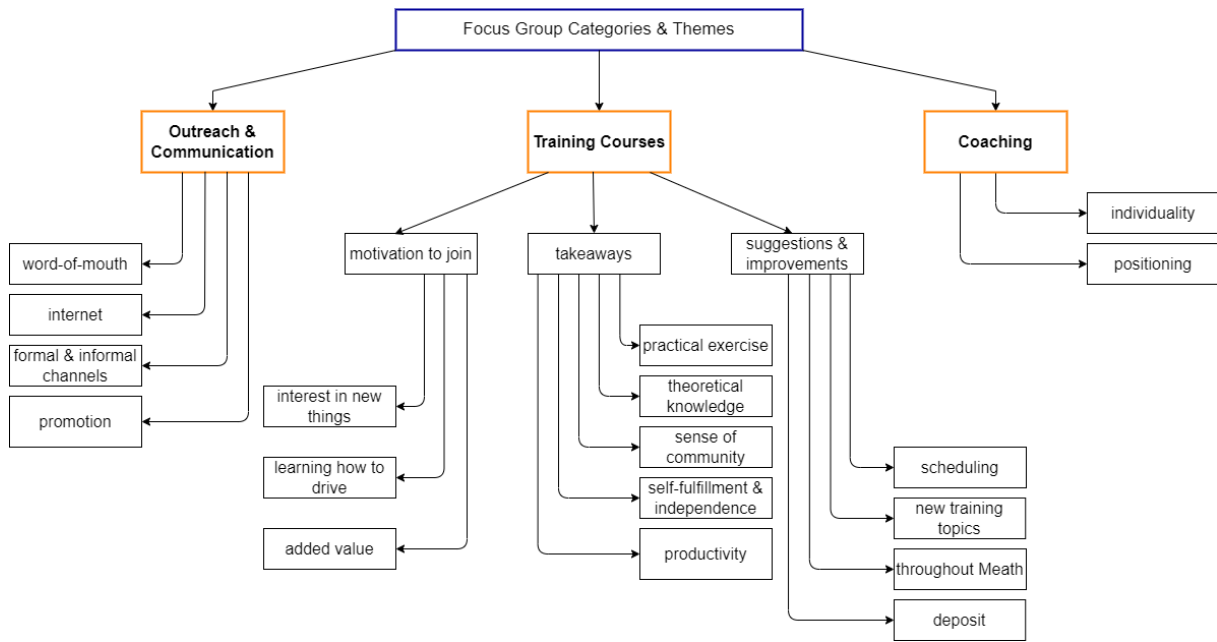 Focus Group Categories & Themes
Outreach &
Communication
Training Courses
Coaching
word-of-mouth
internet
formal & informal
channels
promotion
motivation to join
interest in new
things
learning how to
drive
added value
takeaways
practical exercise
theoretical
knowledge
sense of
community
self-fulfillment &
independence
productivity
suggestions &
improvements
scheduling
new training
topics
throughout Meath
deposit
individuality
positioning